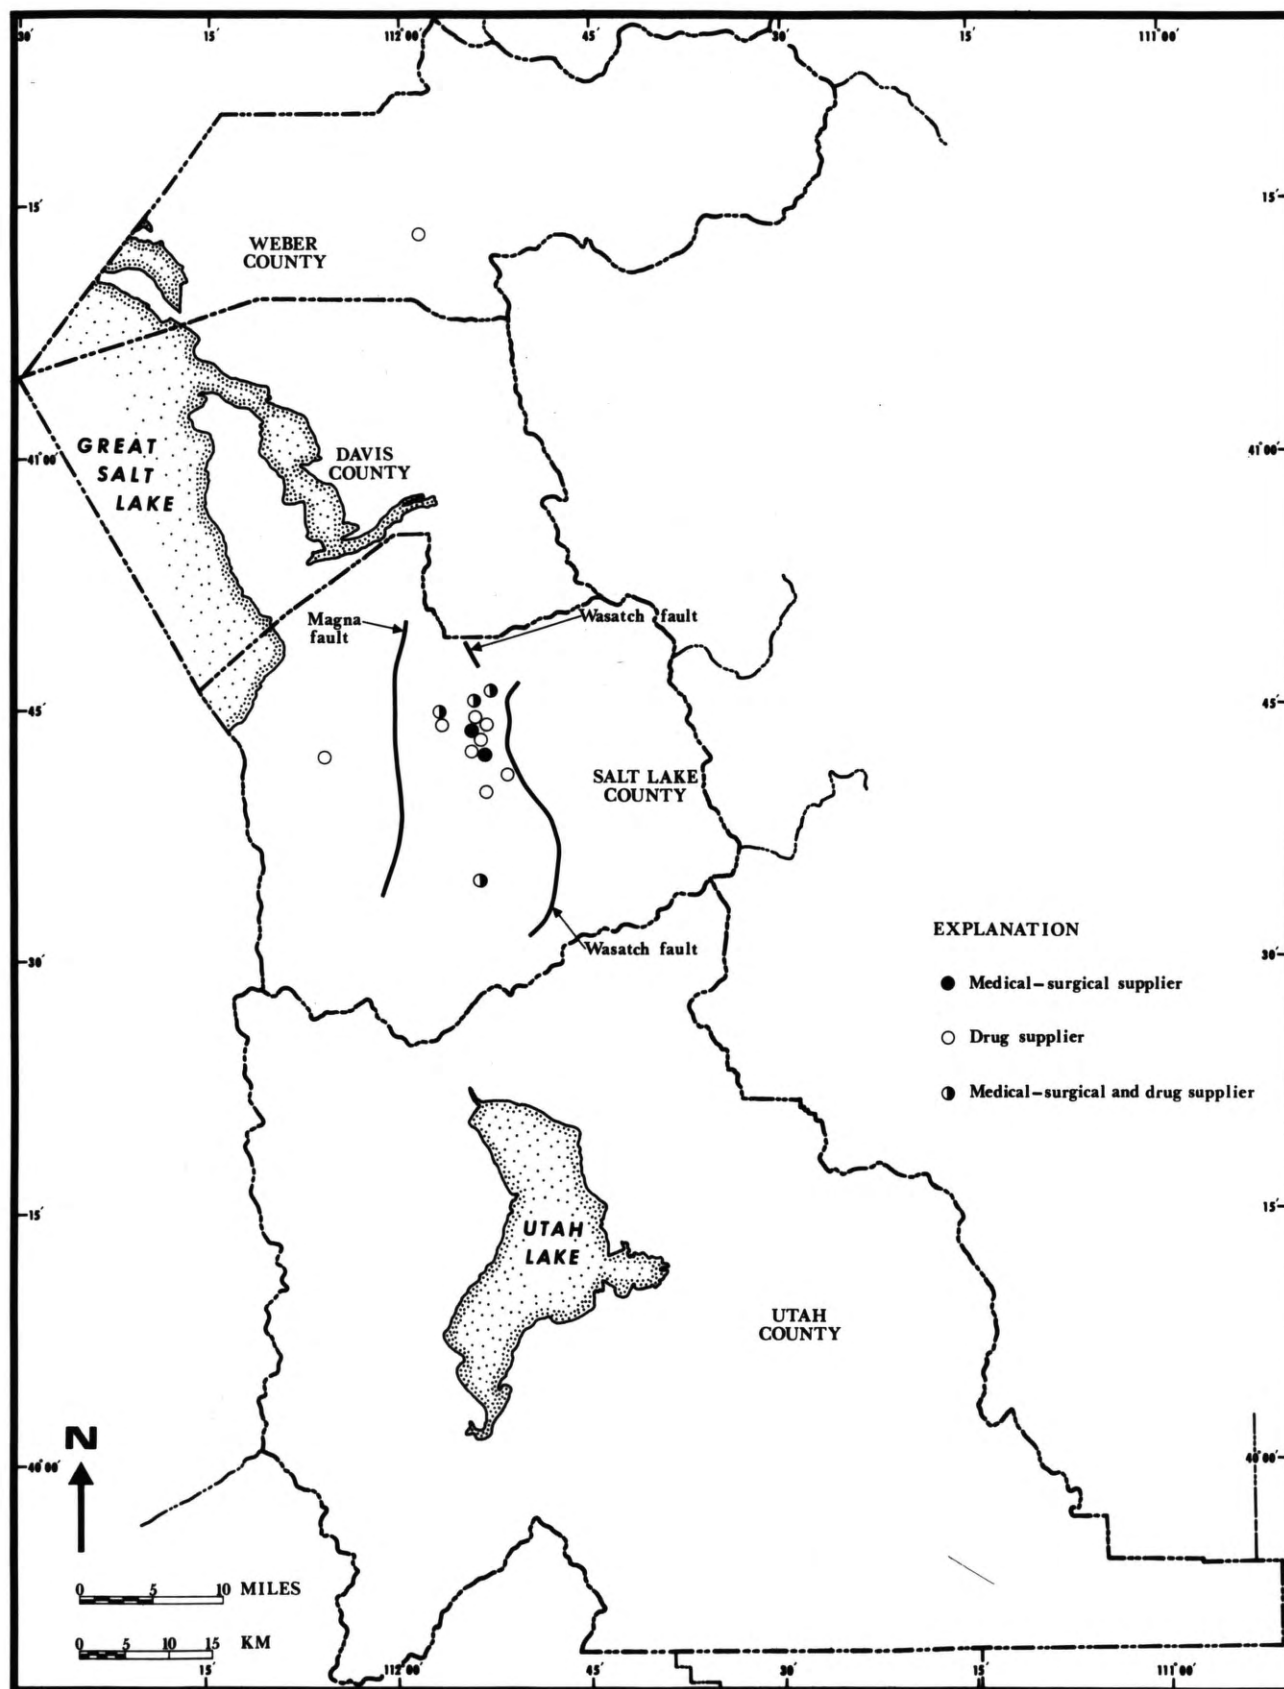 30′ 15′ 112°00′ 45′ 30′ 15′ 111°00′
15′ 15′
WEBER
COUNTY
GREAT
SALT
LAKE
DAVIS
COUNTY
41°00′ 41°00′
Magna
fault
Wasatch fault
45′ 45′
SALT LAKE
COUNTY
Wasatch fault
30′ 30′
EXPLANATION
Medical–surgical supplier
Drug supplier
Medical–surgical and drug supplier
15′ 15′
UTAH
LAKE
UTAH
COUNTY
N
40°00′ 40°00′
0 5 10 MILES
0 5 10 15 KM
15′ 112°00′ 45′ 30′ 15′ 111°00′